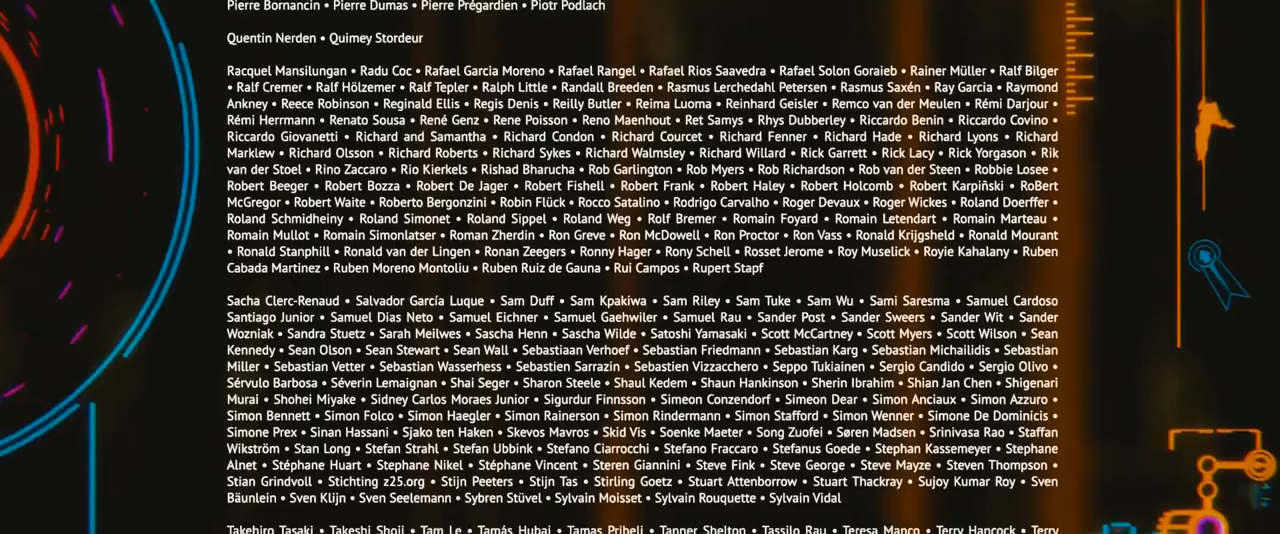 Pierre Bornancin • Pierre Dumas • Pierre Prégardien • Piotr Podlach
Quentin Nerden • Quimey Stordeur
Racquel Mansilungan • Radu Coc • Rafael Garcia Moreno • Rafael Rangel • Rafael Rios Saavedra • Rafael Solon Goraieb • Rainer Müller • Ralf Bilger
• Ralf Cremer • Ralf Hölzemer • Ralf Tepler • Ralph Little • Randall Breeden • Rasmus Lerchedahl Petersen • Rasmus Saxén • Ray Garcia • Raymond
Ankney • Reece Robinson • Reginald Ellis • Regis Denis • Reilly Butler • Reima Luoma • Reinhard Geisler • Remco van der Meulen • Rémi Darjour •
Rémi Herrmann • Renato Sousa • René Genz • Rene Poisson • Reno Maenhout • Ret Samys • Rhys Dubberley • Riccardo Benin • Riccardo Covino •
Riccardo Giovanetti • Richard and Samantha • Richard Condon • Richard Courcet • Richard Fenner • Richard Hade • Richard Lyons • Richard
Marklew • Richard Olsson • Richard Roberts • Richard Sykes • Richard Walmsley • Richard Willard • Rick Garrett • Rick Lacy • Rick Yorgason • Rik
van der Stoel • Rino Zaccaro • Rio Kierkels • Rishad Bharucha • Rob Garlington • Rob Myers • Rob Richardson • Rob van der Steen • Robbie Losee •
Robert Beeger • Robert Bozza • Robert De Jager • Robert Fishell • Robert Frank • Robert Haley • Robert Holcomb • Robert Karpiñski • RoBert
McGregor • Robert Waite • Roberto Bergonzini • Robin Flück • Rocco Satalino • Rodrigo Carvalho • Roger Devaux • Roger Wickes • Roland Doerffer •
Roland Schmidheiny • Roland Simonet • Roland Sippel • Roland Weg • Rolf Bremer • Romain Foyard • Romain Letendart • Romain Marteau •
Romain Mullot • Romain Simonlatser • Roman Zherdin • Ron Greve • Ron McDowell • Ron Proctor • Ron Vass • Ronald Krijgsheld • Ronald Mourant
• Ronald Stanphill • Ronald van der Lingen • Ronan Zeegers • Ronny Hager • Rony Schell • Rosset Jerome • Roy Muselick • Royie Kahalany • Ruben
Cabada Martinez • Ruben Moreno Montoliu • Ruben Ruiz de Gauna • Rui Campos • Rupert Stapf
Sacha Clerc-Renaud • Salvador García Luque • Sam Duff • Sam Kpakiwa • Sam Riley • Sam Tuke • Sam Wu • Sami Saresma • Samuel Cardoso
Santiago Junior • Samuel Dias Neto • Samuel Eichner • Samuel Gaehwiler • Samuel Rau • Sander Post • Sander Sweers • Sander Wit • Sander
Wozniak • Sandra Stuetz • Sarah Meilwes • Sascha Henn • Sascha Wilde • Satoshi Yamasaki • Scott McCartney • Scott Myers • Scott Wilson • Sean
Kennedy • Sean Olson • Sean Stewart • Sean Wall • Sebastiaan Verhoef • Sebastian Friedmann • Sebastian Karg • Sebastian Michailidis • Sebastian
Miller • Sebastian Vetter • Sebastian Wasserhess • Sebastien Sarrazin • Sebastien Vizzacchero • Seppo Tukiainen • Sergio Candido • Sergio Olivo •
Sérvulo Barbosa • Séverin Lemaignan • Shai Seger • Sharon Steele • Shaul Kedem • Shaun Hankinson • Sherin Ibrahim • Shian Jan Chen • Shigenari
Murai • Shohei Miyake • Sidney Carlos Moraes Junior • Sigurdur Finnsson • Simeon Conzendorf • Simeon Dear • Simon Anciaux • Simon Azzuro •
Simon Bennett • Simon Folco • Simon Haegler • Simon Rainerson • Simon Rindermann • Simon Stafford • Simon Wenner • Simone De Dominicis •
Simone Prex • Sinan Hassani • Sjako ten Haken • Skevos Mavros • Skid Vis • Soenke Maeter • Song Zuofei • Søren Madsen • Srinivasa Rao • Staffan
Wikström • Stan Long • Stefan Strahl • Stefan Ubbink • Stefano Ciarrocchi • Stefano Fraccaro • Stefanus Goede • Stephan Kassemeyer • Stephane
Alnet • Stéphane Huart • Stephane Nikel • Stéphane Vincent • Steren Giannini • Steve Fink • Steve George • Steve Mayze • Steven Thompson •
Stian Grindvoll • Stichting z25.org • Stijn Peeters • Stijn Tas • Stirling Goetz • Stuart Attenborrow • Stuart Thackray • Sujoy Kumar Roy • Sven
Bäunlein • Sven Klijn • Sven Seelemann • Sybren Stüvel • Sylvain Moisset • Sylvain Rouquette • Sylvain Vidal
Takehiro Tasaki • Takeshi Shoji • Tam Le • Tamás Hubai • Tamas Pribeli • Tanner Shelton • Tassilo Rau • Teresa Manco • Terry Hancock • Terry